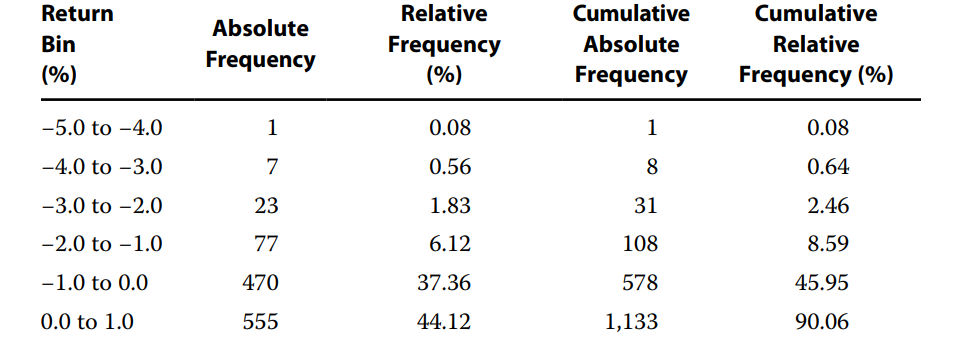 Return Bin (%) Absolute Frequency Relative Frequency (%) Cumulative Absolute Frequency Cumulative Relative Frequency (%)
–5.0 to –4.0 1 0.08 1 0.08
–4.0 to –3.0 7 0.56 8 0.64
–3.0 to –2.0 23 1.83 31 2.46
–2.0 to –1.0 77 6.12 108 8.59
–1.0 to 0.0 470 37.36 578 45.95
0.0 to 1.0 555 44.12 1,133 90.06